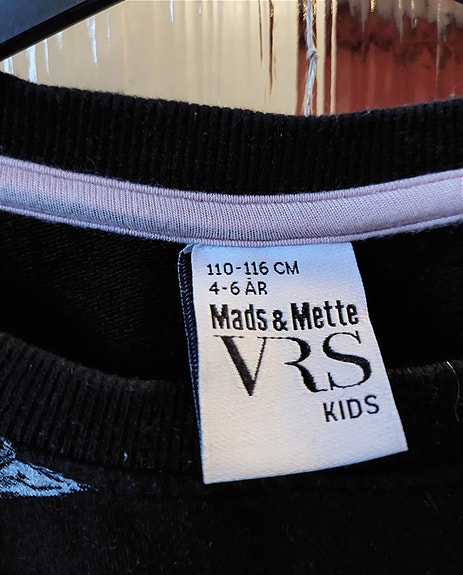 110-116 CM
4-6 ÅR
Mads & Mette
VRS
KIDS